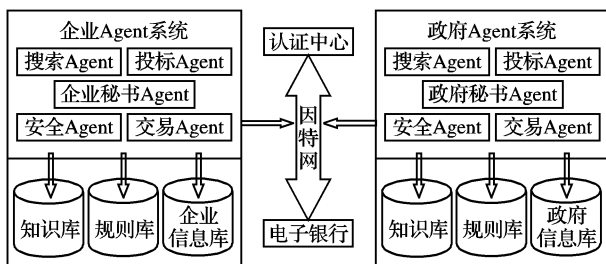 企业Agent系统
搜索Agent 投标Agent
企业秘书Agent
安全Agent 交易Agent
知识库 规则库 企业
信息库
认证中心
因
特
网
电子银行
政府Agent系统
搜索Agent 投标Agent
政府秘书Agent
安全Agent 交易Agent
知识库 规则库 政府
信息库